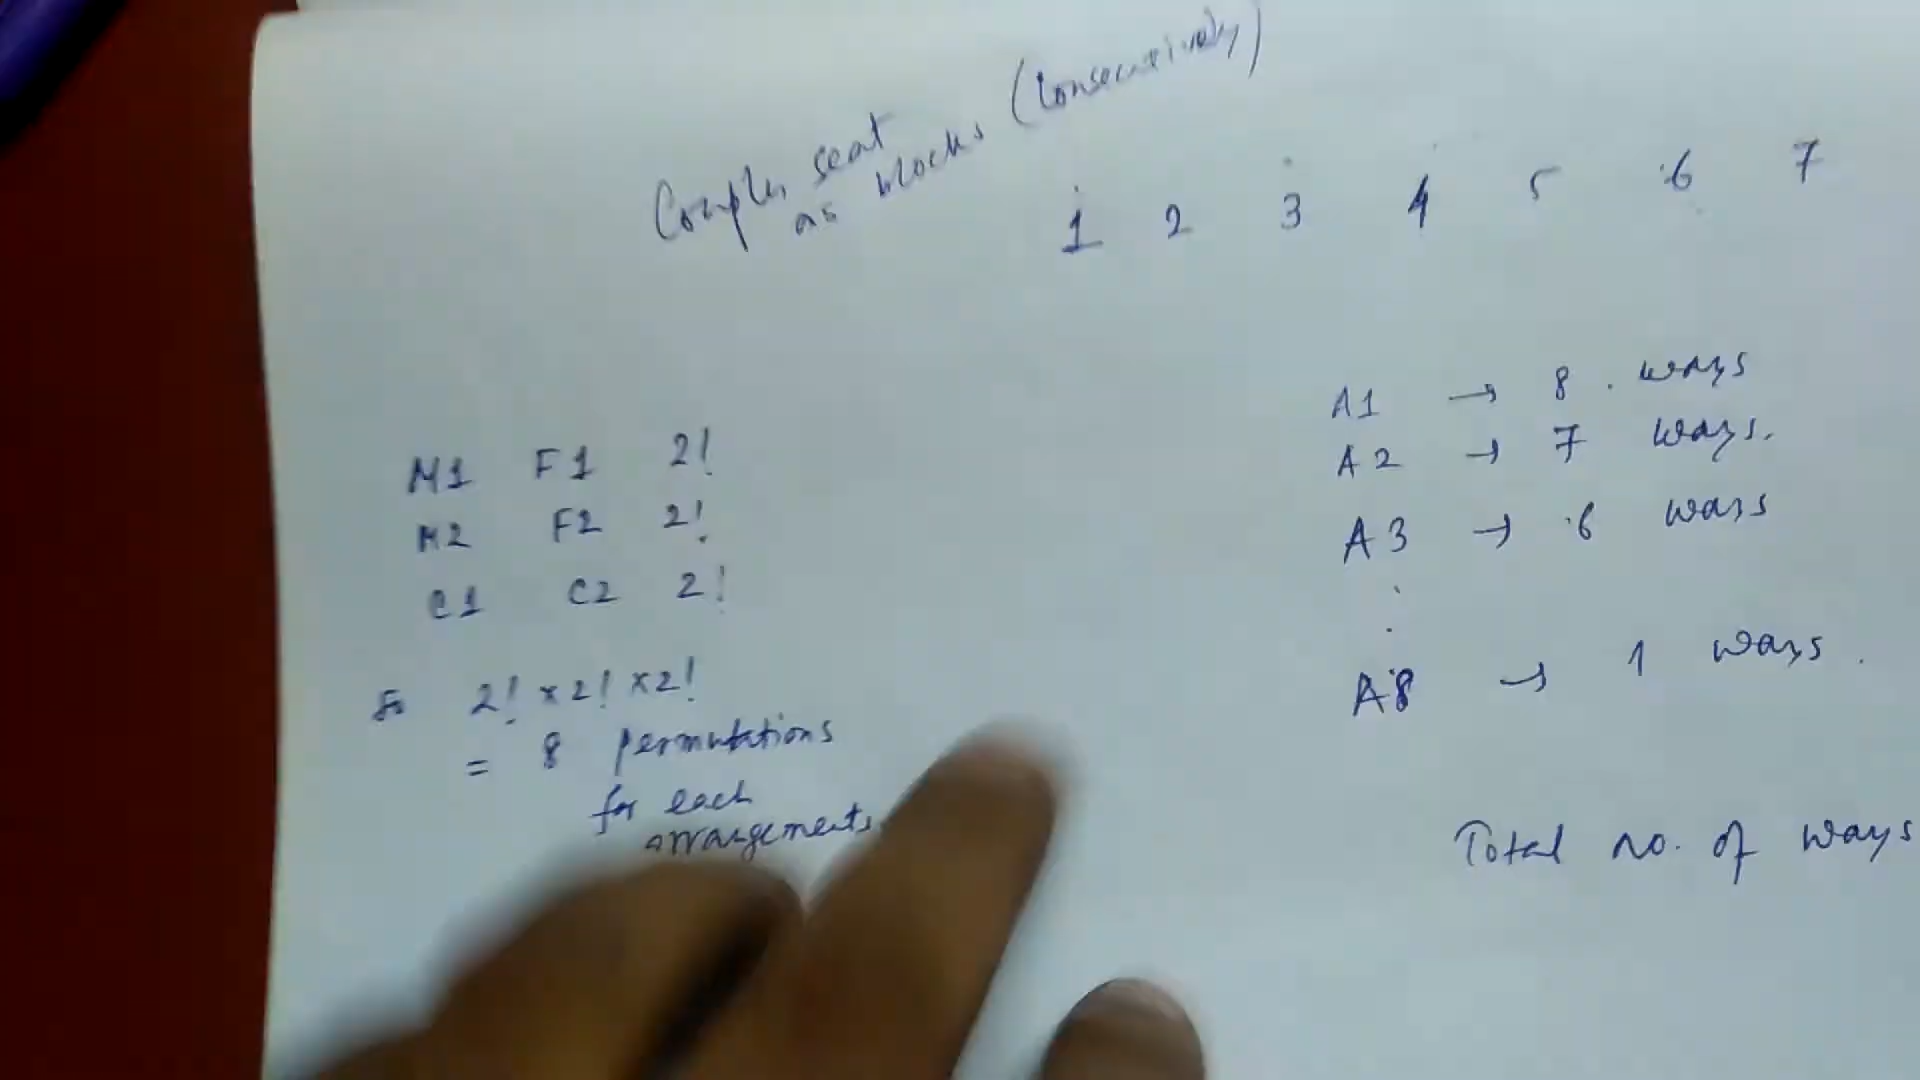 Couples seat
as blocks (Consecutively)
1 2 3 4 5 6 7
M1 F1 2!
M2 F2 2!
C1 C2 2!
So 2! × 2! × 2!
= 8 permutations
for each
arrangements
A1 → 8 ways
A2 → 7 ways.
A3 → 6 ways
.
.
A8 → 1 ways.
Total no. of ways